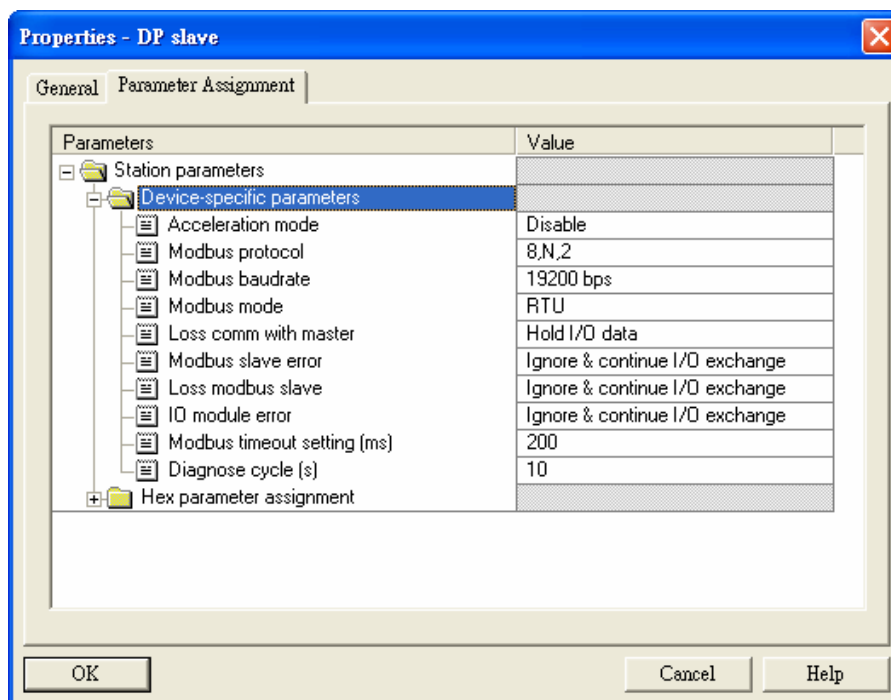 Properties - DP slave
General Parameter Assignment
Parameters Value
Station parameters
Device-specific parameters
Acceleration mode Disable
Modbus protocol 8,N,2
Modbus baudrate 19200 bps
Modbus mode RTU
Loss comm with master Hold I/O data
Modbus slave error Ignore & continue I/O exchange
Loss modbus slave Ignore & continue I/O exchange
IO module error Ignore & continue I/O exchange
Modbus timeout setting (ms) 200
Diagnose cycle (s) 10
Hex parameter assignment
OK Cancel Help